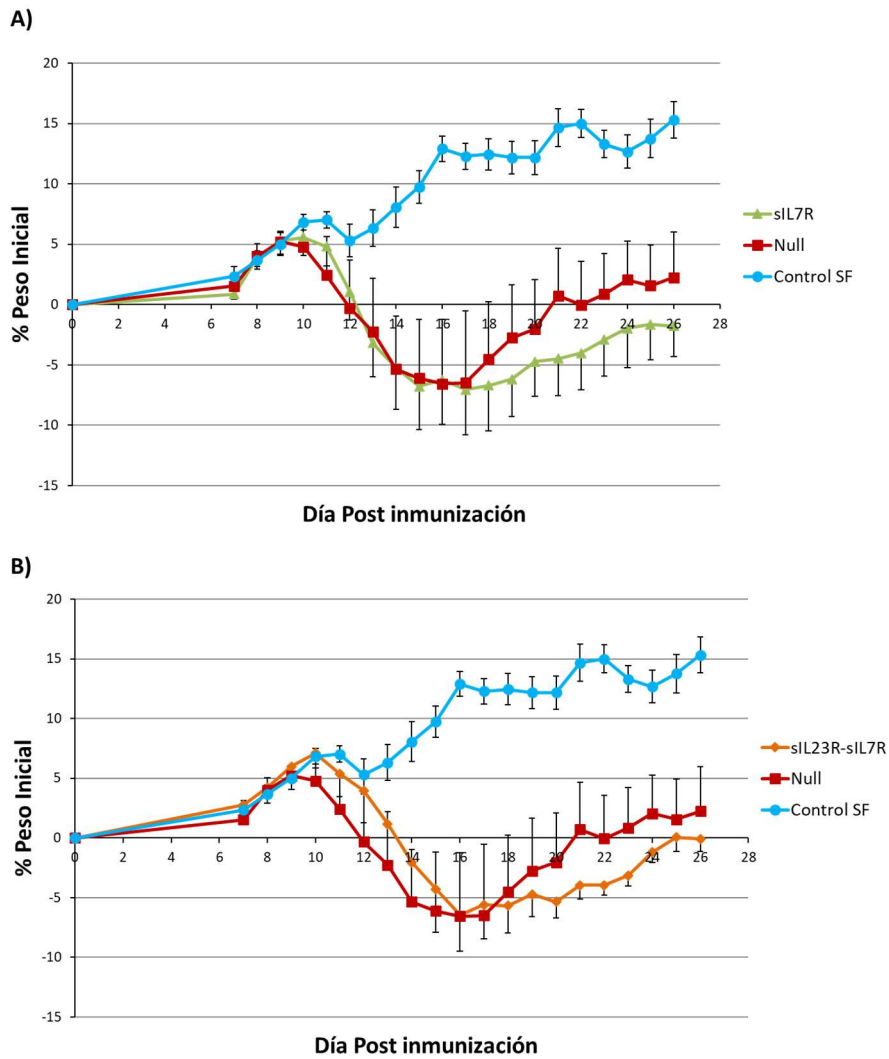 A)
20
15
10
5
0
-5
-10
-15
0 2 4 6 8 10 12 14 16 18 20 22 24 26 28
% Peso Inicial
Día Post inmunización
sIL7R
Null
Control SF
B)
20
15
10
5
0
-5
-10
-15
0 2 4 6 8 10 12 14 16 18 20 22 24 26 28
% Peso Inicial
Día Post inmunización
sIL23R-sIL7R
Null
Control SF